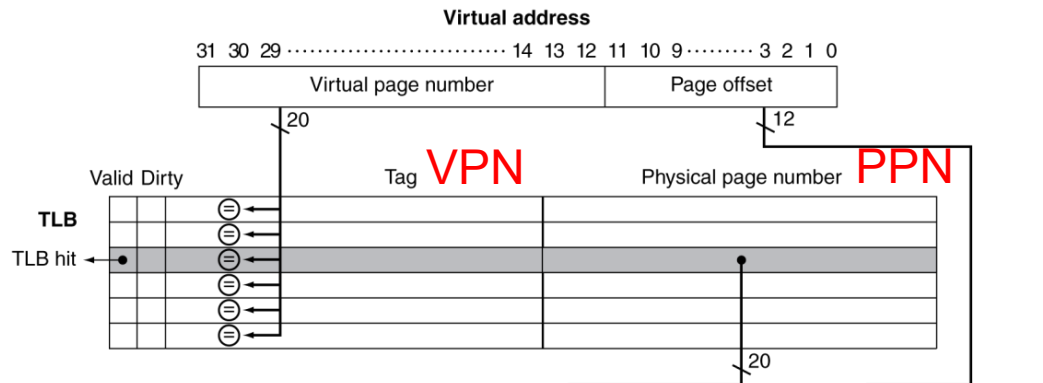 Virtual address
31 30 29 ·································· 14 13 12 11 10 9 ········· 3 2 1 0
Virtual page number Page offset
20 12
Valid Dirty Tag VPN Physical page number PPN
TLB =
=
TLB hit =
=
=
=
20